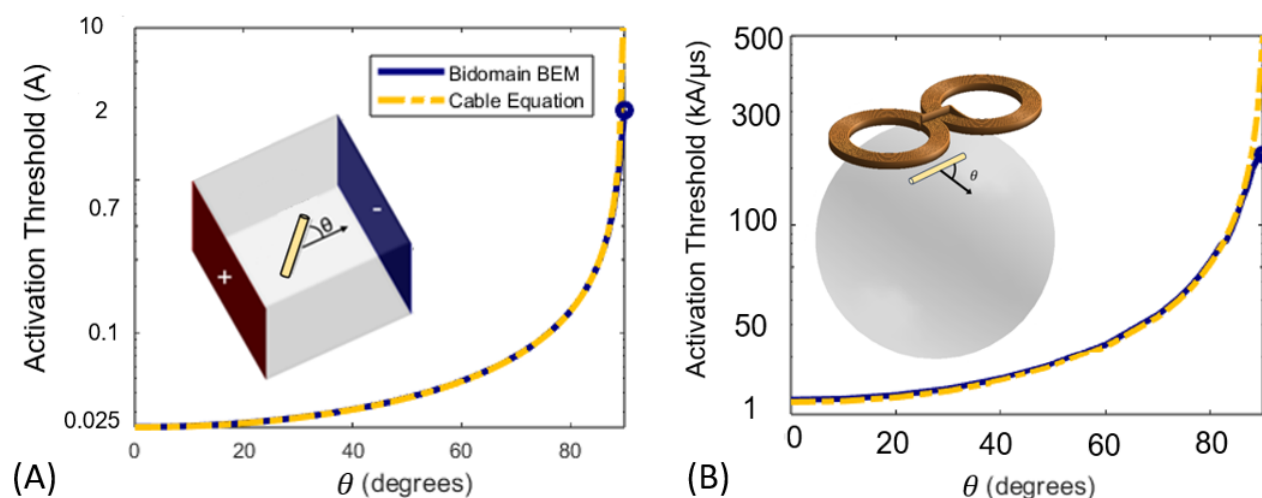 (A)
Activation Threshold (A)
10
2
0.7
0.1
0.025
Bidomain BEM
Cable Equation
+
-
θ
0
20
40
60
80
θ (degrees)
(B)
Activation Threshold (kA/μs)
500
300
100
50
1
θ
0
20
40
60
80
θ (degrees)